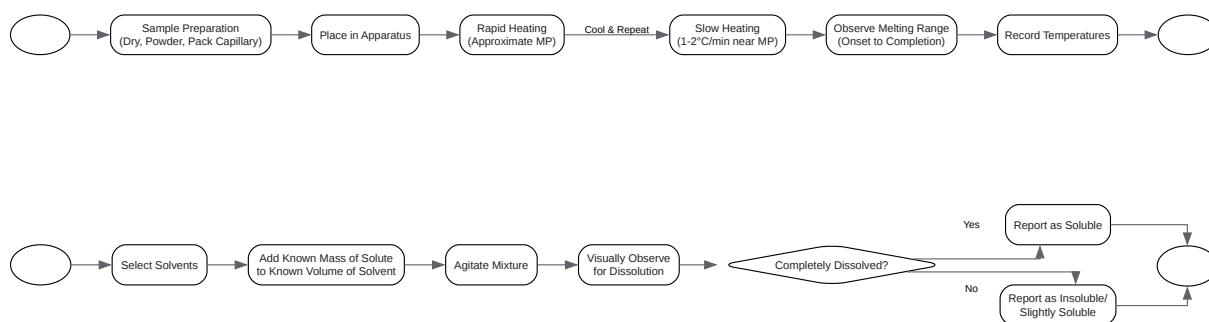 Sample Preparation
(Dry, Powder, Pack Capillary)
Place in Apparatus
Rapid Heating
(Approximate MP)
Cool & Repeat
Slow Heating
(1-2°C/min near MP)
Observe Melting Range
(Onset to Completion)
Record Temperatures
Select Solvents
Add Known Mass of Solute
to Known Volume of Solvent
Agitate Mixture
Visually Observe
for Dissolution
Completely Dissolved?
Yes
Report as Soluble
No
Report as Insoluble/
Slightly Soluble